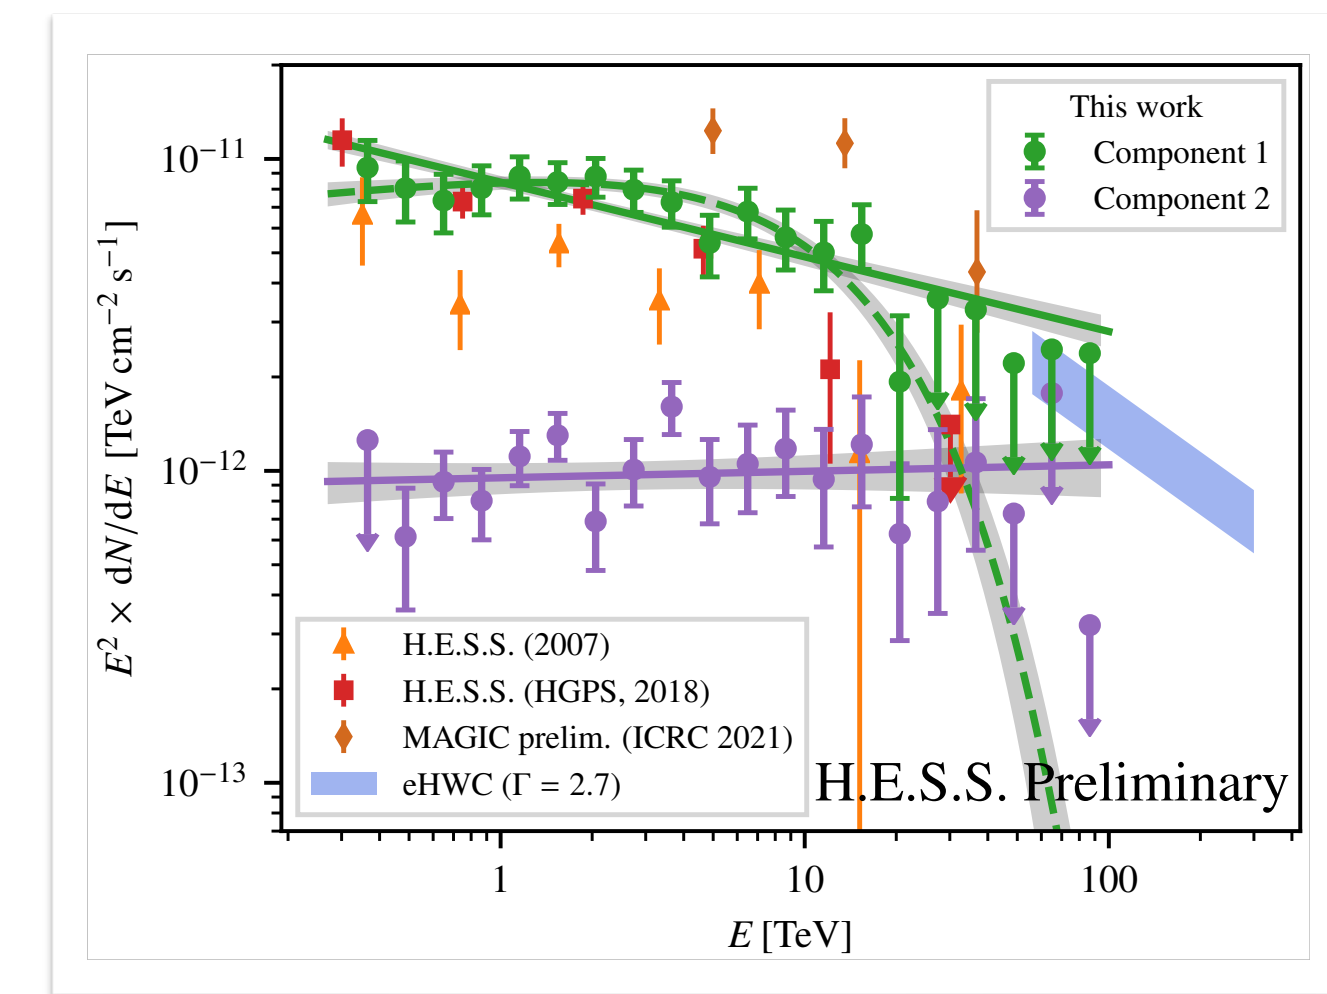 This work
Component 1
Component 2
10⁻¹¹
10⁻¹²
10⁻¹³
E² × dN/dE [TeV cm⁻² s⁻¹]
H.E.S.S. (2007)
H.E.S.S. (HGPS, 2018)
MAGIC prelim. (ICRC 2021)
eHWC (Γ = 2.7)
H.E.S.S. Preliminary
1 10 100
E [TeV]